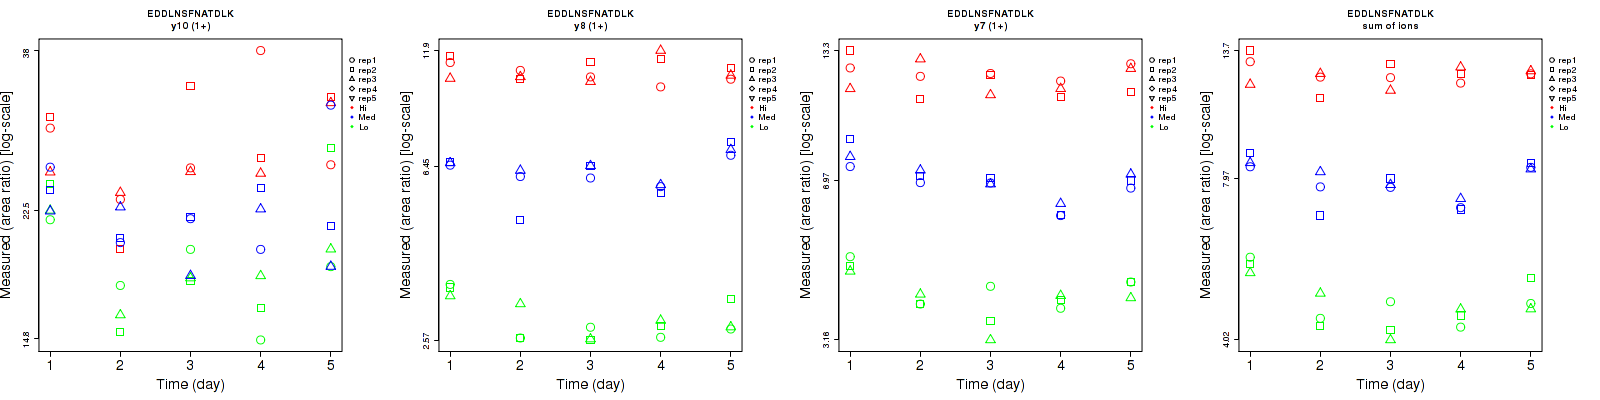 EDDLNSFNATDLK
y10 (1+)
Measured (area ratio) [log-scale]
38
22.5
14.8
1 2 3 4 5
Time (day)
rep1
rep2
rep3
rep4
rep5
Hi
Med
Lo
EDDLNSFNATDLK
y8 (1+)
Measured (area ratio) [log-scale]
11.9
6.45
2.57
1 2 3 4 5
Time (day)
rep1
rep2
rep3
rep4
rep5
Hi
Med
Lo
EDDLNSFNATDLK
y7 (1+)
Measured (area ratio) [log-scale]
13.3
6.97
3.16
1 2 3 4 5
Time (day)
rep1
rep2
rep3
rep4
rep5
Hi
Med
Lo
EDDLNSFNATDLK
sum of ions
Measured (area ratio) [log-scale]
13.7
7.97
4.02
1 2 3 4 5
Time (day)
rep1
rep2
rep3
rep4
rep5
Hi
Med
Lo